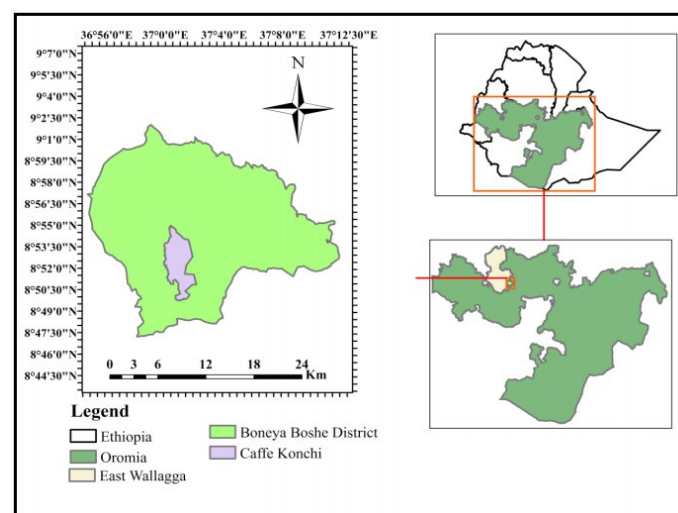 36°56'0"E 37°0'0"E 37°4'0"E 37°8'30"E 37°12'30"E
9°7'0"N
9°5'30"N
9°4'0"N
9°2'30"N
9°1'0"N
8°59'30"N
8°58'0"N
8°56'30"N
8°55'0"N
8°53'30"N
8°52'0"N
8°50'30"N
8°49'0"N
8°47'30"N
8°46'0"N
8°44'30"N
N
0 3 6 12 18 24
Km
Legend
Ethiopia
Oromia
East Wallagga
Boneya Boshe District
Caffe Konchi